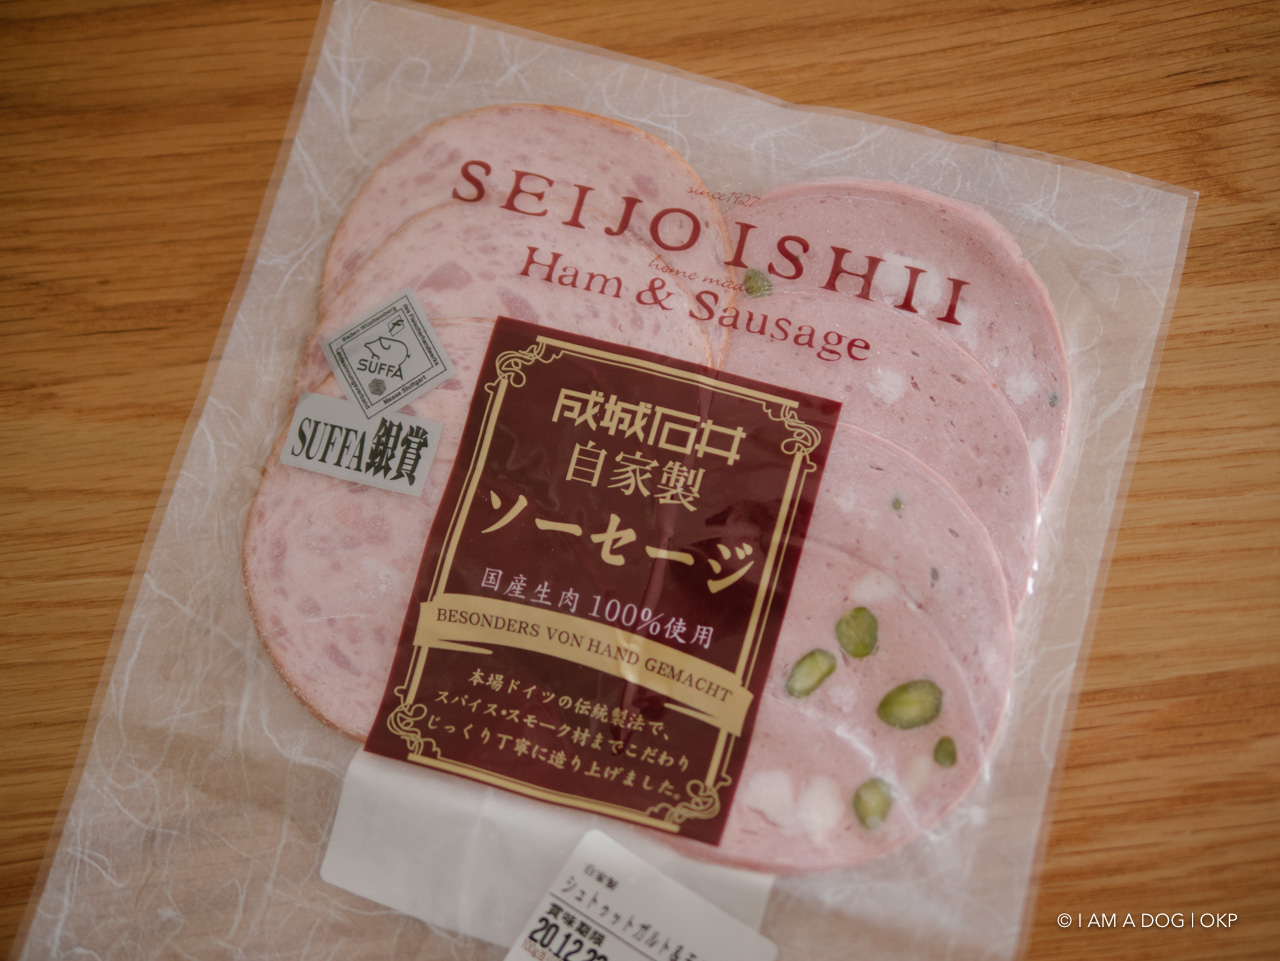 since1927
SEIJO ISHII
home made
Ham & Sausage
SUFFA
Messe Stuttgart
SUFFA銀賞
成城石井
自家製
ソーセージ
国産生肉100%使用
BESONDERS VON HAND GEMACHT
本場ドイツの伝統製法で、
スパイス・スモーク材までこだわり
じっくり丁寧に造り上げました。
自家製
シュトゥットガルト&
賞味期限
20.12.2
© I AM A DOG | OKP